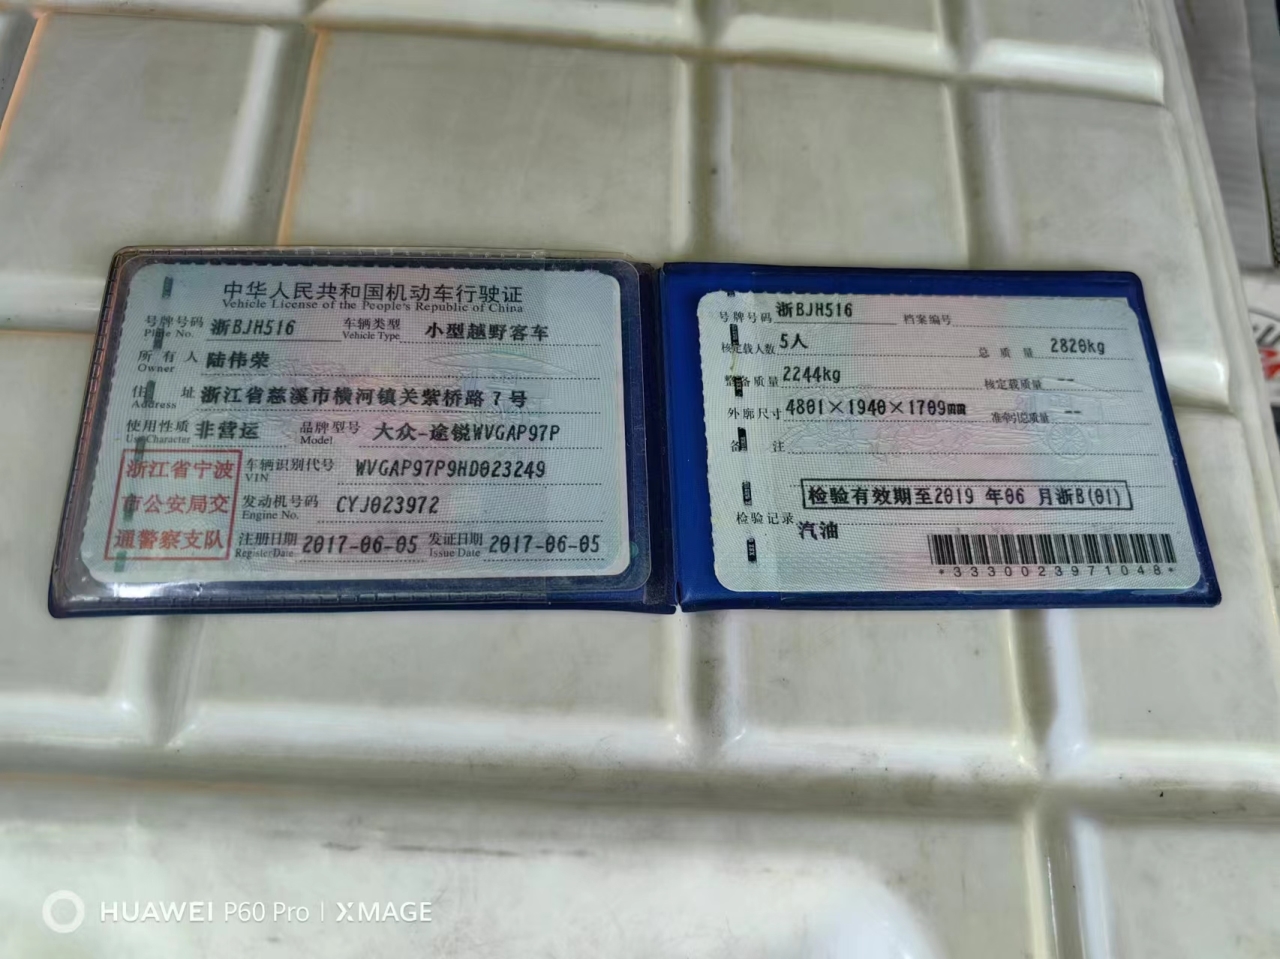 中华人民共和国机动车行驶证
Vehicle License of the People's Republic of China
号牌号码 浙BJH516 车辆类型 小型越野客车
Plate No. Vehicle Type
所有人 陆伟荣
Owner
住址 浙江省慈溪市横河镇关紫桥路7号
Address
使用性质 非营运 品牌型号 大众-途锐WVGAP97P
Use Character Model
浙江省宁波
市公安局交
通警察支队
车辆识别代号 WVGAP97P9HD023249
VIN
发动机号码 CYJ023972
Engine No.
注册日期 2017-06-05 发证日期 2017-06-05
Register Date Issue Date
号牌号码 浙BJH516 档案编号
核定载人数 5人 总质量 2820kg
整备质量 2244kg 核定载质量 --
外廓尺寸 4801×1940×1709mm 准牵引总质量 --
备注
检验有效期至2019年06月浙B(01)
检验记录
汽油
*3330023971048*
HUAWEI P60 Pro | XMAGE